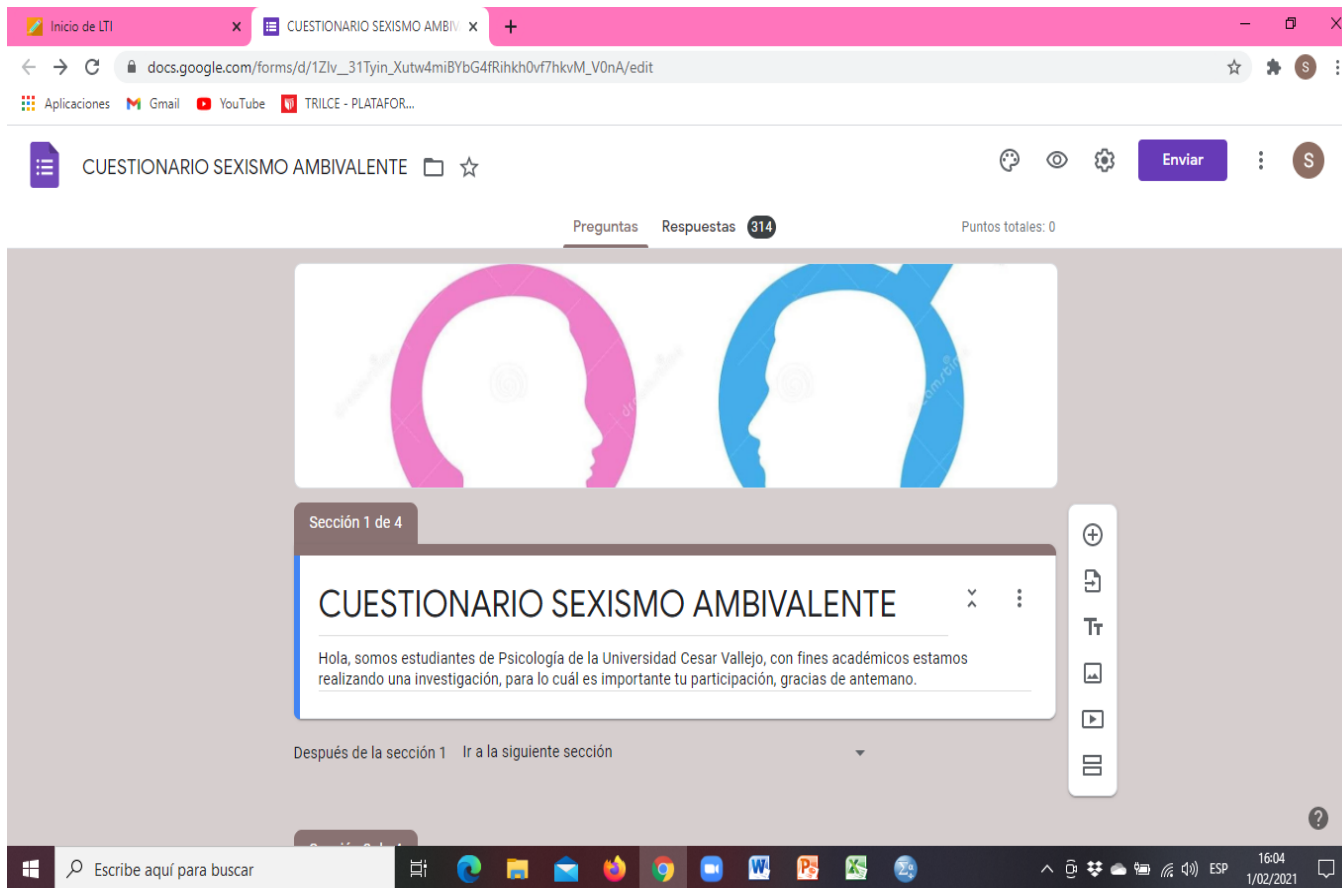 Inicio de LTI
CUESTIONARIO SEXISMO AMBIV
docs.google.com/forms/d/1Zlv__31Tyin_Xutw4miBYbG4fRihkh0vf7hkvM_V0nA/edit
S
Aplicaciones Gmail YouTube TRILCE - PLATAFOR...
CUESTIONARIO SEXISMO AMBIVALENTE
Enviar
S
Preguntas Respuestas 314 Puntos totales: 0
Sección 1 de 4
CUESTIONARIO SEXISMO AMBIVALENTE
Hola, somos estudiantes de Psicología de la Universidad Cesar Vallejo, con fines académicos estamos
realizando una investigación, para lo cuál es importante tu participación, gracias de antemano.
Tт
Después de la sección 1 Ir a la siguiente sección
Escribe aquí para buscar
ESP
16:04
1/02/2021